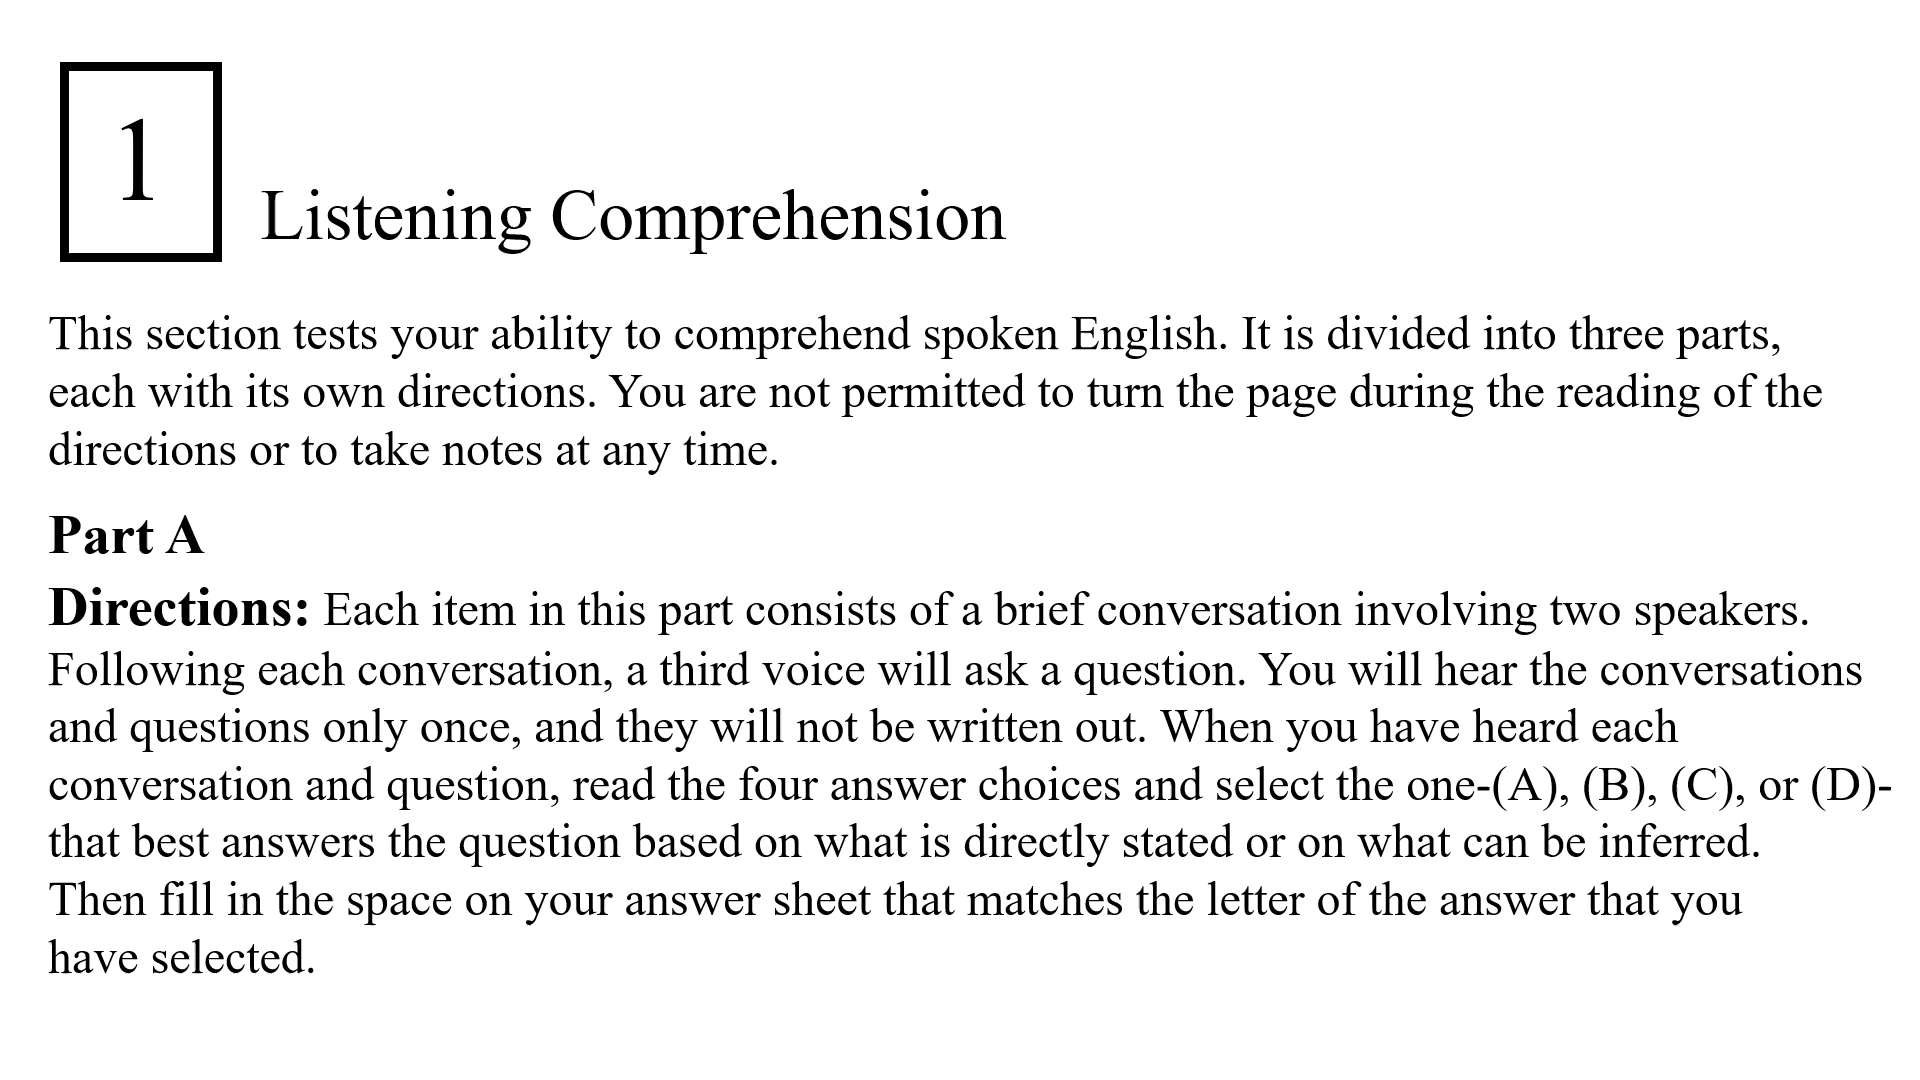 1
Listening Comprehension
This section tests your ability to comprehend spoken English. It is divided into three parts,
each with its own directions. You are not permitted to turn the page during the reading of the
directions or to take notes at any time.
Part A
Directions: Each item in this part consists of a brief conversation involving two speakers.
Following each conversation, a third voice will ask a question. You will hear the conversations
and questions only once, and they will not be written out. When you have heard each
conversation and question, read the four answer choices and select the one-(A), (B), (C), or (D)-
that best answers the question based on what is directly stated or on what can be inferred.
Then fill in the space on your answer sheet that matches the letter of the answer that you
have selected.